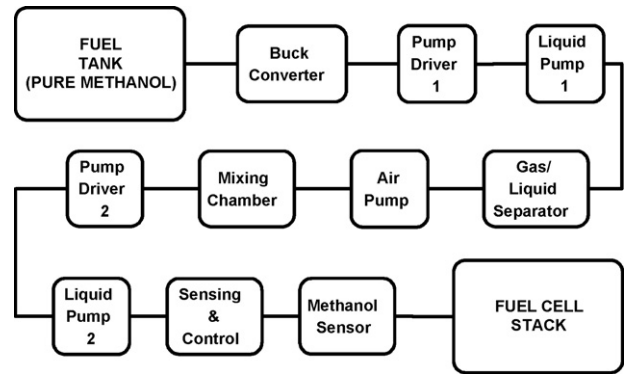 FUEL
TANK
(PURE METHANOL)
Buck
Converter
Pump
Driver
1
Liquid
Pump
1
Pump
Driver
2
Mixing
Chamber
Air
Pump
Gas/
Liquid
Separator
Liquid
Pump
2
Sensing
&
Control
Methanol
Sensor
FUEL CELL
STACK